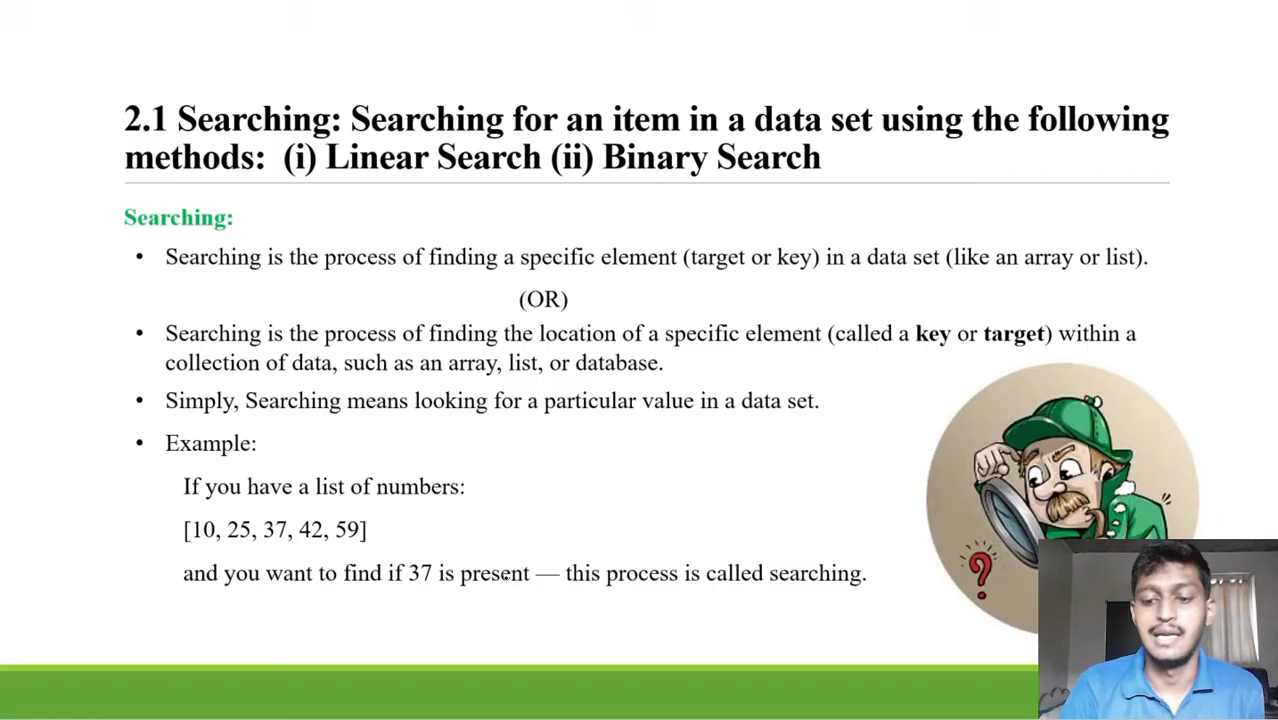 2.1 Searching: Searching for an item in a data set using the following
methods:  (i) Linear Search (ii) Binary Search
Searching:
• Searching is the process of finding a specific element (target or key) in a data set (like an array or list).
(OR)
• Searching is the process of finding the location of a specific element (called a key or target) within a
collection of data, such as an array, list, or database.
• Simply, Searching means looking for a particular value in a data set.
• Example:
If you have a list of numbers:
[10, 25, 37, 42, 59]
and you want to find if 37 is present — this process is called searching.
?